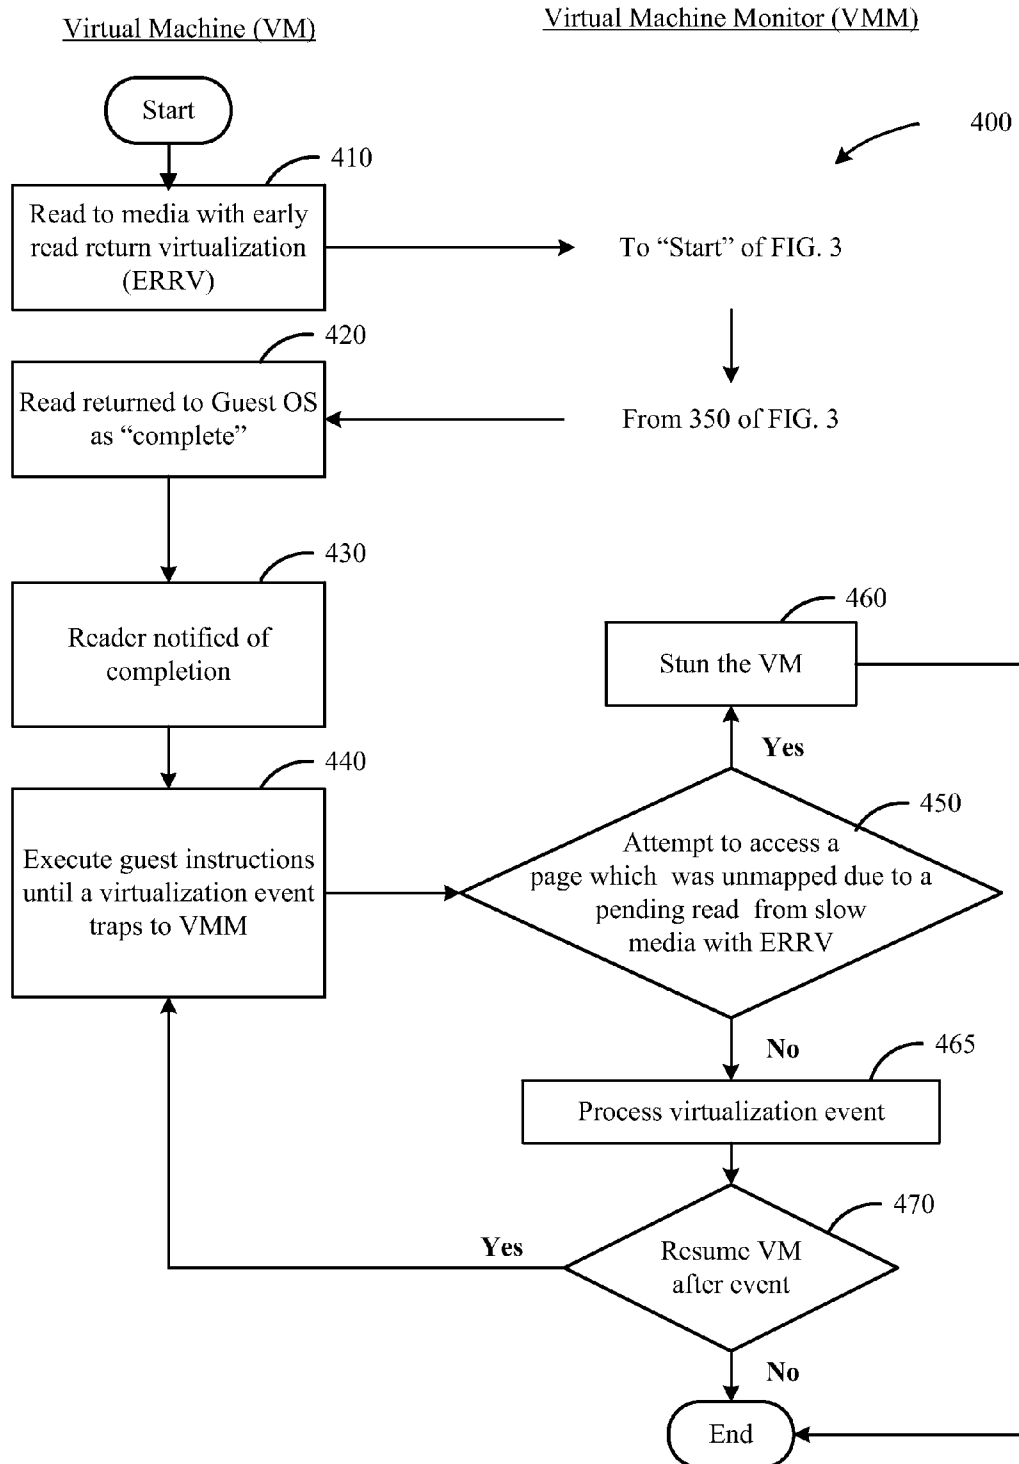 Virtual Machine (VM)
Virtual Machine Monitor (VMM)
Start
400
410
Read to media with early
read return virtualization
(ERRV)
To “Start” of FIG. 3
420
Read returned to Guest OS
as “complete”
From 350 of FIG. 3
430
Reader notified of
completion
460
Stun the VM
Yes
440
Execute guest instructions
until a virtualization event
traps to VMM
450
Attempt to access a
page which was unmapped due to a
pending read from slow
media with ERRV
No
465
Process virtualization event
470
Resume VM
after event
Yes
No
End